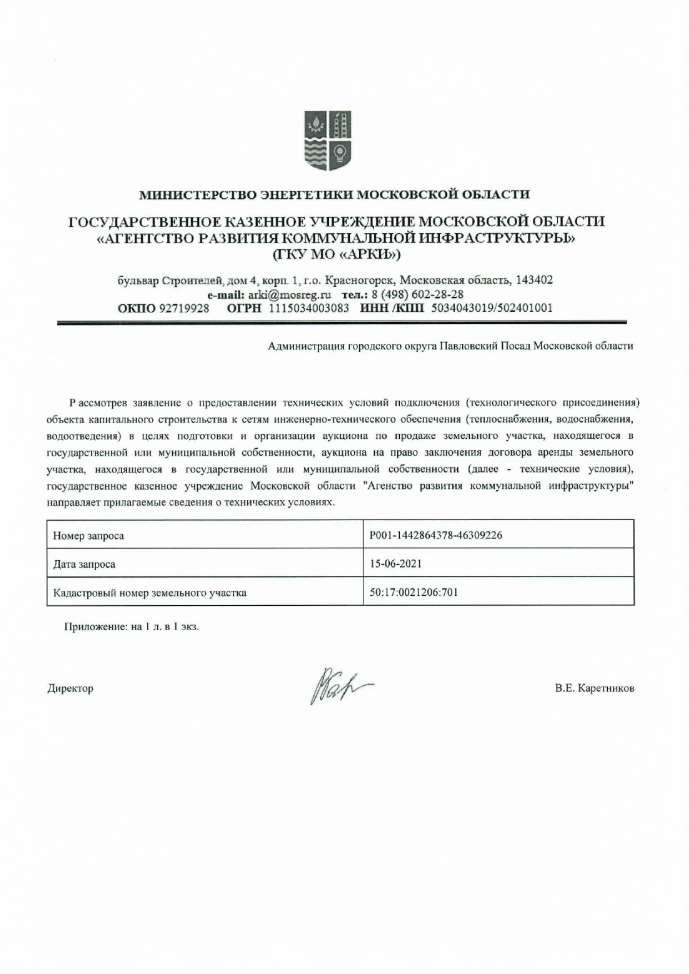 МИНИСТЕРСТВО ЭНЕРГЕТИКИ МОСКОВСКОЙ ОБЛАСТИ
ГОСУДАРСТВЕННОЕ КАЗЕННОЕ УЧРЕЖДЕНИЕ МОСКОВСКОЙ ОБЛАСТИ
«АГЕНТСТВО РАЗВИТИЯ КОММУНАЛЬНОЙ ИНФРАСТРУКТУРЫ»
(ГКУ МО «АРКИ»)
бульвар Строителей, дом 4, корп. 1, г.о. Красногорск, Московская область, 143402
e-mail: arki@mosreg.ru тел.: 8 (498) 602-28-28
ОКПО 92719928 ОГРН 1115034003083 ИНН /КПП 5034043019/502401001
Администрация городского округа Павловский Посад Московской области
Рассмотрев заявление о предоставлении технических условий подключения (технологического присоединения)
объекта капитального строительства к сетям инженерно-технического обеспечения (теплоснабжения, водоснабжения,
водоотведения) в целях подготовки и организации аукциона по продаже земельного участка, находящегося в
государственной или муниципальной собственности, аукциона на право заключения договора аренды земельного
участка, находящегося в государственной или муниципальной собственности (далее - технические условия),
государственное казенное учреждение Московской области "Агенство развития коммунальной инфраструктуры"
направляет прилагаемые сведения о технических условиях.
Номер запроса P001-1442864378-46309226
Дата запроса 15-06-2021
Кадастровый номер земельного участка 50:17:0021206:701
Приложение: на 1 л. в 1 экз.
Директор В.Е. Каретников